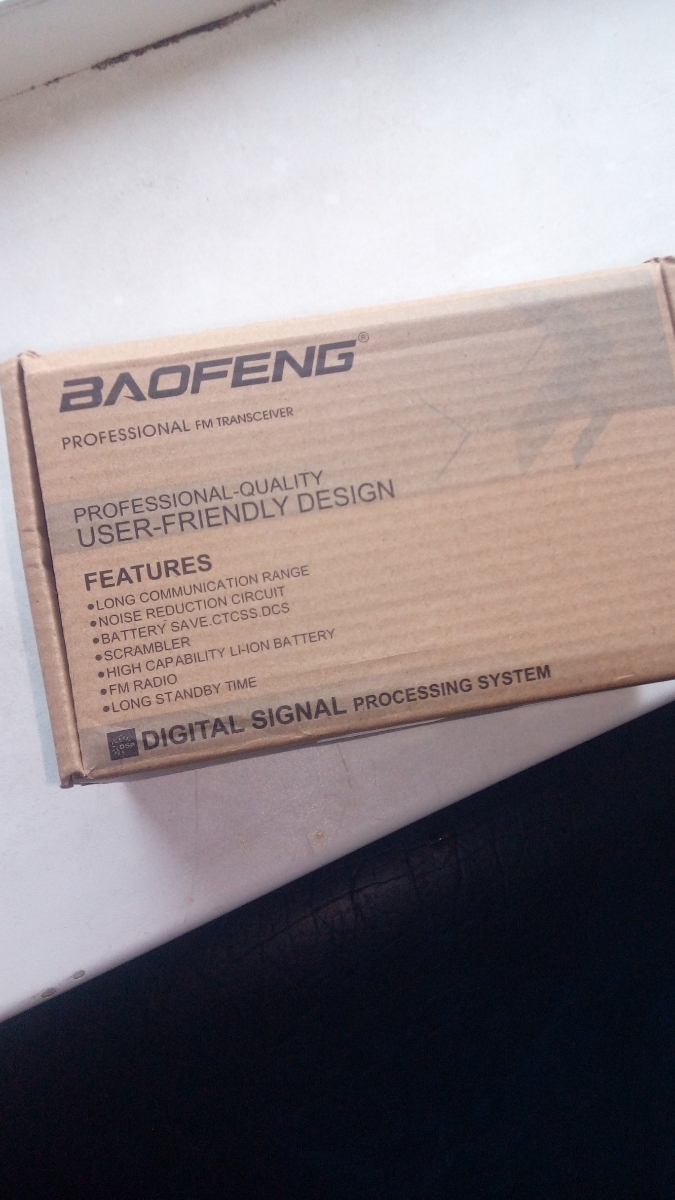 BAOFENG®
PROFESSIONAL FM TRANSCEIVER
PROFESSIONAL-QUALITY
USER-FRIENDLY DESIGN
FEATURES
●LONG COMMUNICATION RANGE
●NOISE REDUCTION CIRCUIT
●BATTERY SAVE.CTCSS.DCS
●SCRAMBLER
●HIGH CAPABILITY LI-ION BATTERY
●FM RADIO
●LONG STANDBY TIME
DSP DIGITAL SIGNAL PROCESSING SYSTEM